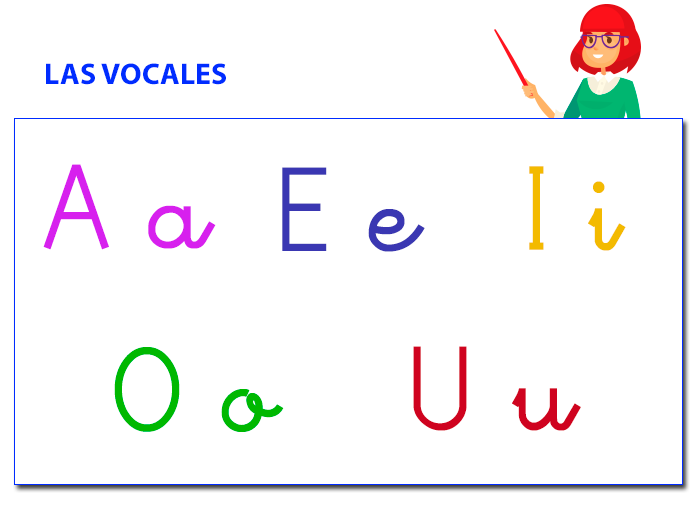 LAS VOCALES
A a E e I i
O o U u